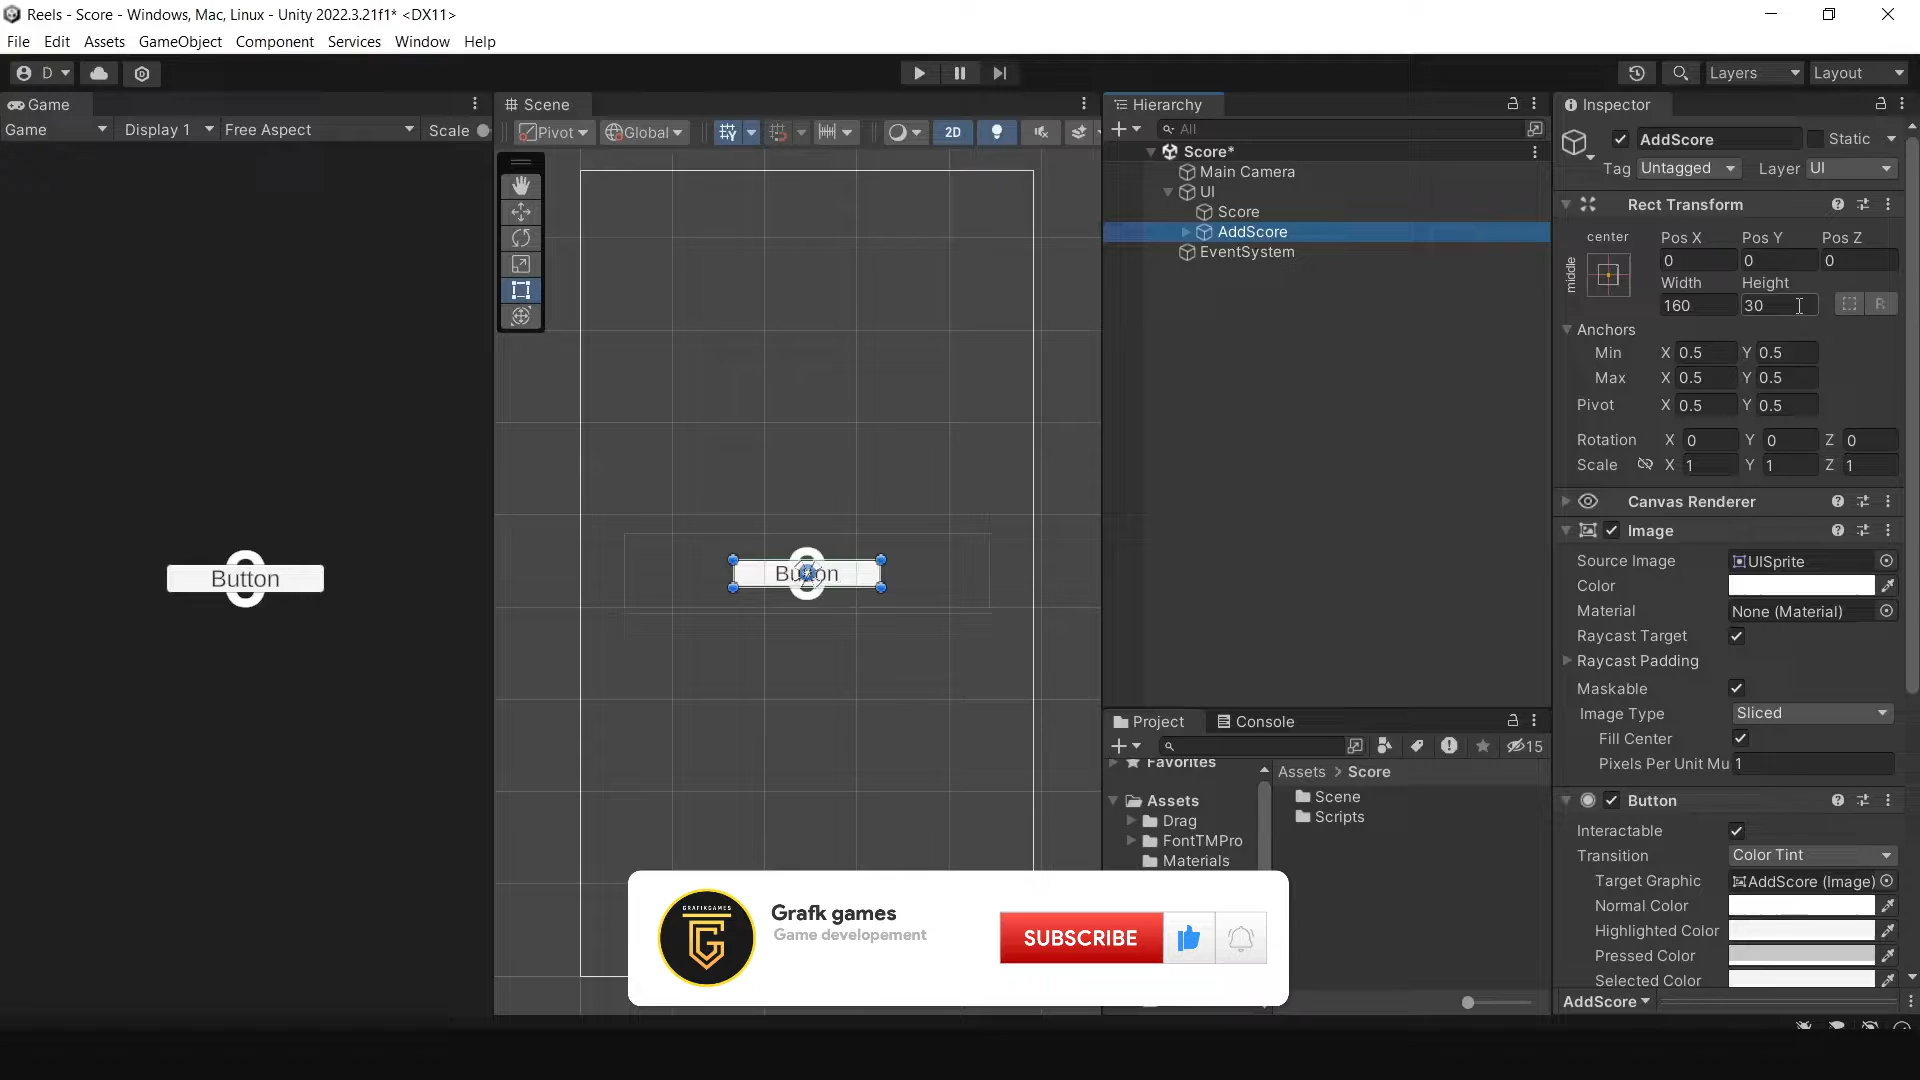 Reels - Score - Windows, Mac, Linux - Unity 2022.3.21f1* <DX11>
File Edit Assets GameObject Component Services Window Help
D Layers Layout
Game
Game Display 1 Free Aspect Scale
Button
Scene
Pivot Global 2D
Button
Hierarchy
All
Score*
Main Camera
UI
Score
AddScore
EventSystem
Project Console
15
Favorites
Assets
Drag
FontTMPro
Materials
Assets > Score
Scene
Scripts
Inspector
AddScore Static
Tag Untagged Layer UI
Rect Transform
center
middle
Pos X Pos Y Pos Z
0 0 0
Width Height
160 30 R
Anchors
Min X 0.5 Y 0.5
Max X 0.5 Y 0.5
Pivot X 0.5 Y 0.5
Rotation X 0 Y 0 Z 0
Scale X 1 Y 1 Z 1
Canvas Renderer
Image
Source Image UISprite
Color
Material None (Material)
Raycast Target
Raycast Padding
Maskable
Image Type Sliced
Fill Center
Pixels Per Unit Mu 1
Button
Interactable
Transition Color Tint
Target Graphic AddScore (Image)
Normal Color
Highlighted Color
Pressed Color
Selected Color
AddScore
GRAFIKGAMES
Grafk games
Game developement
SUBSCRIBE